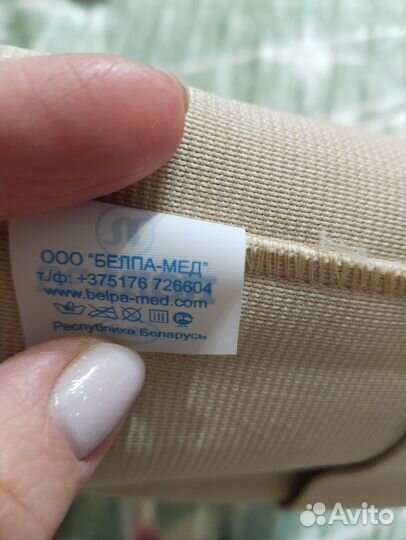 ООО "БЕЛПА-МЕД"
т./ф: +375176 726604
www.belpa-med.com
Республика Беларусь
Avito